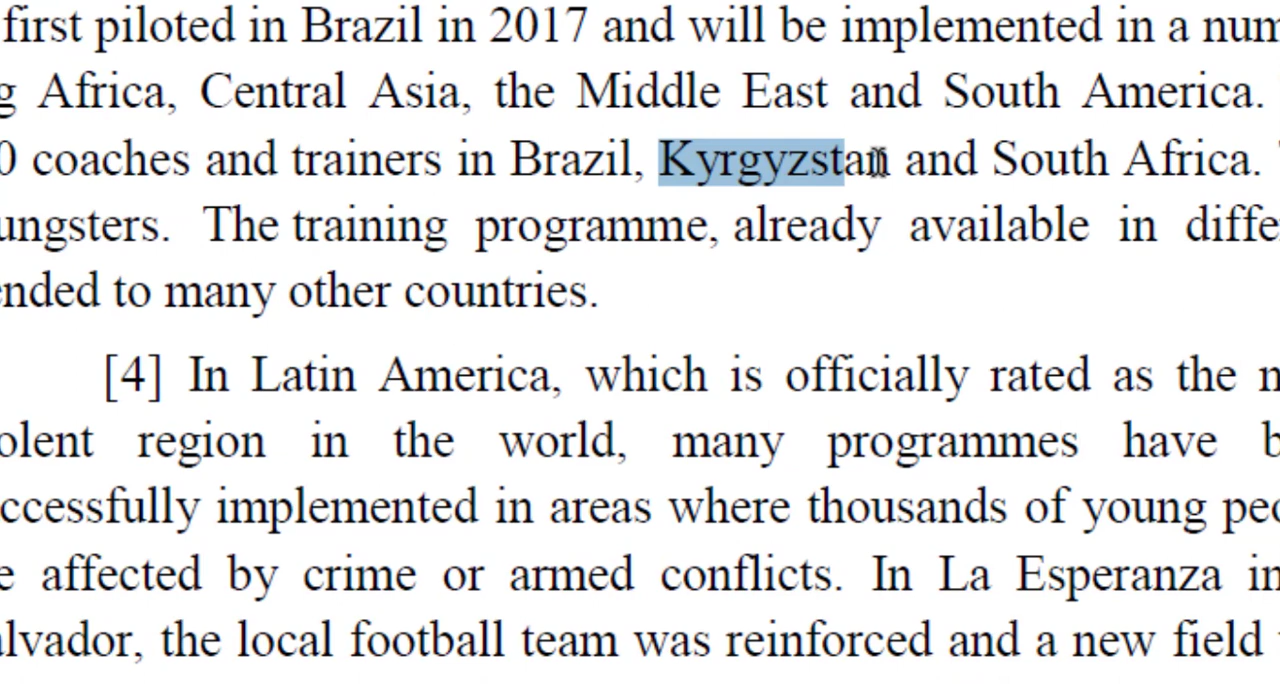 first piloted in Brazil in 2017 and will be implemented in a num
g Africa, Central Asia, the Middle East and South America.
0 coaches and trainers in Brazil, Kyrgyzstan and South Africa.
ungsters. The training programme, already available in diffe
ended to many other countries.
[4] In Latin America, which is officially rated as the m
olent region in the world, many programmes have b
ccessfully implemented in areas where thousands of young peo
e affected by crime or armed conflicts. In La Esperanza in
alvador, the local football team was reinforced and a new field